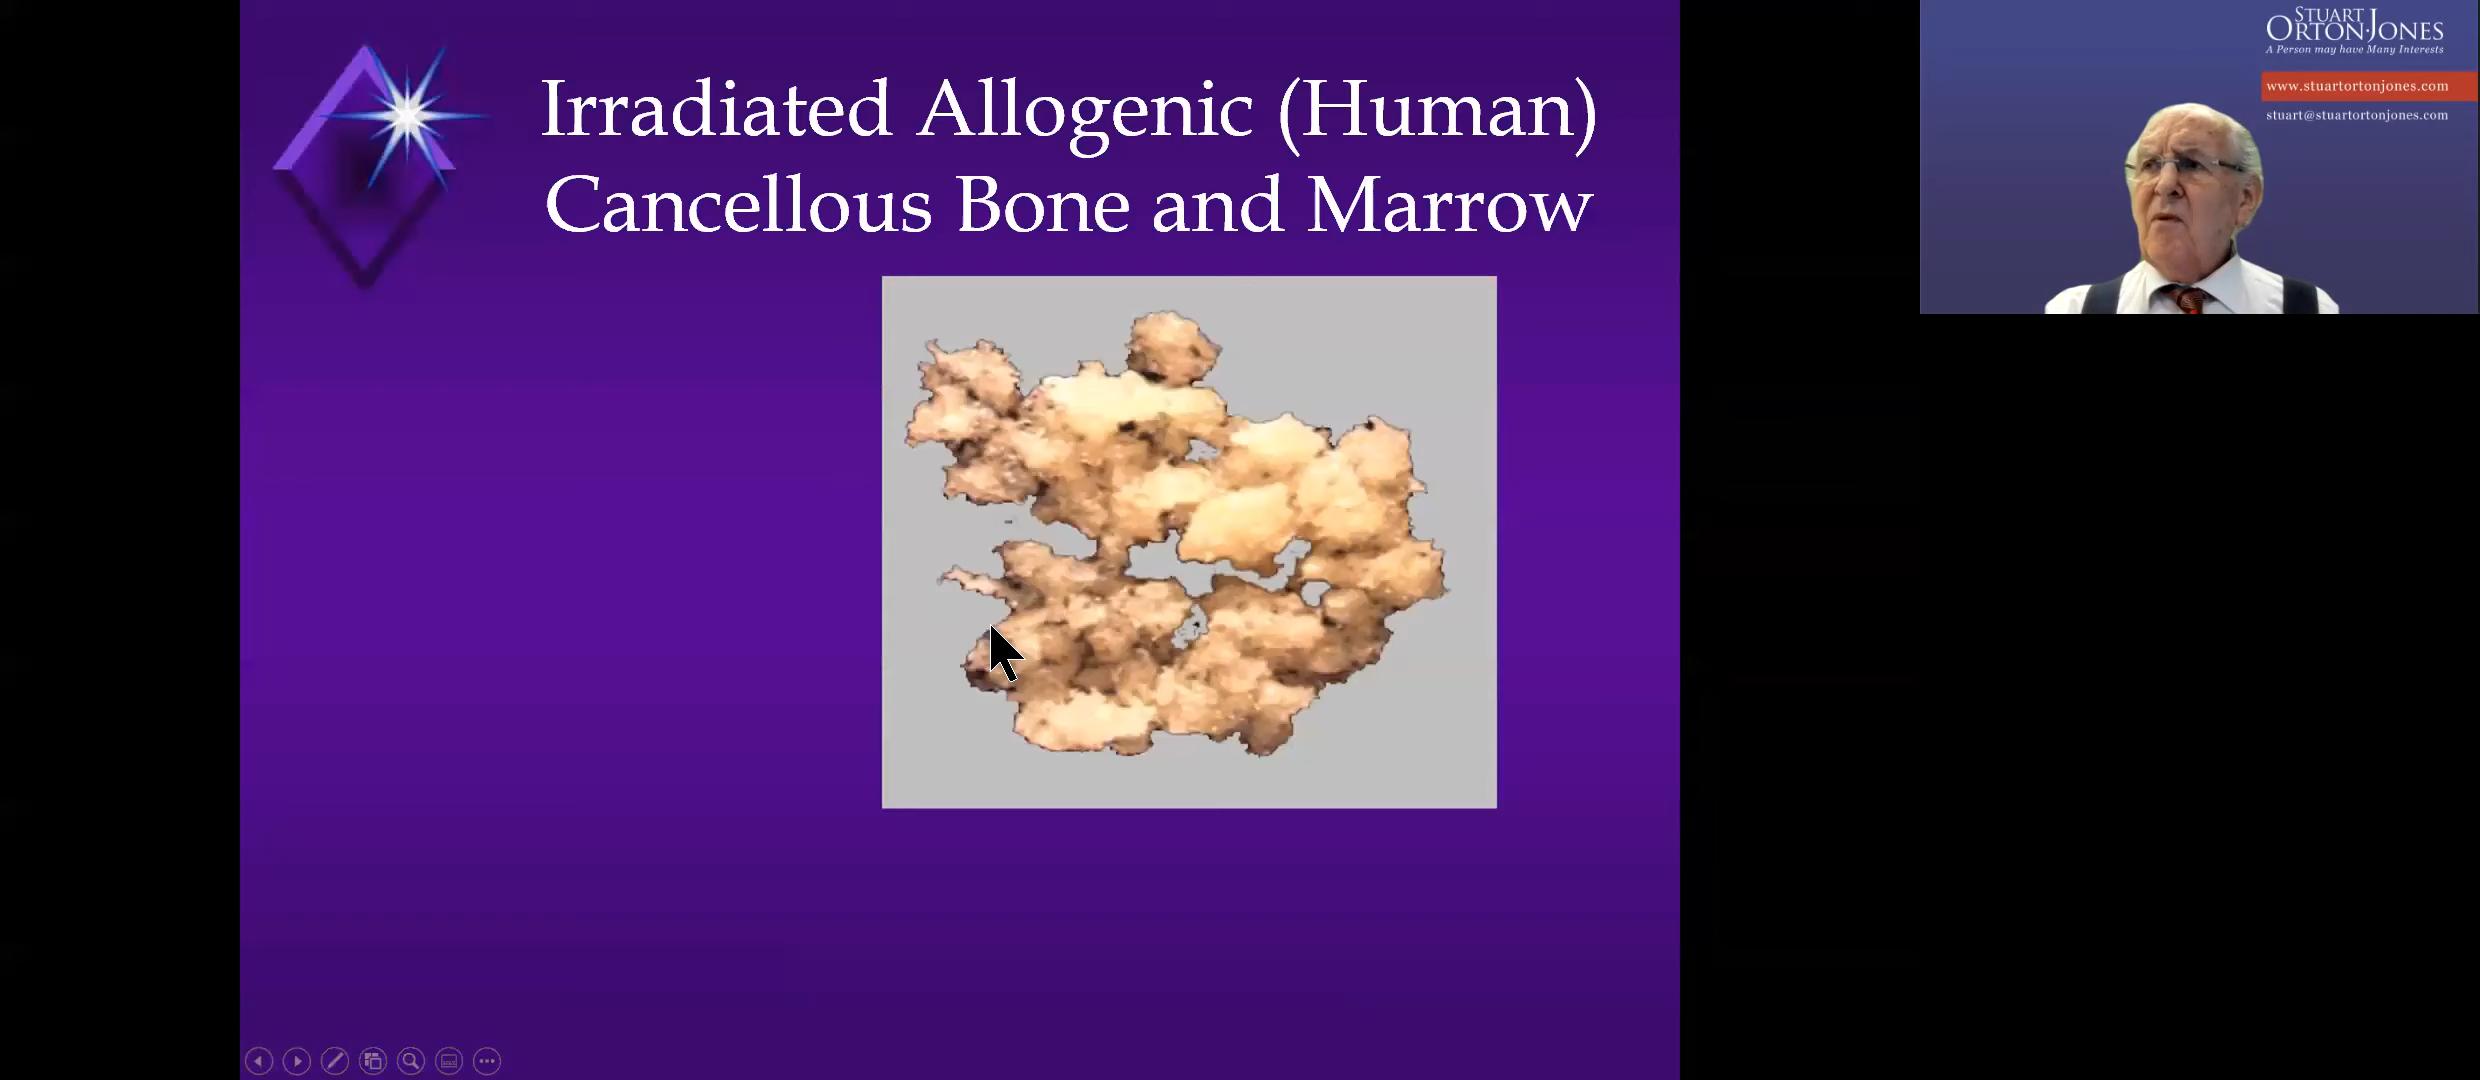 Irradiated Allogenic (Human)
Cancellous Bone and Marrow
STUART
ORTON-JONES
A Person may have Many Interests
www.stuartortonjones.com
stuart@stuartortonjones.com